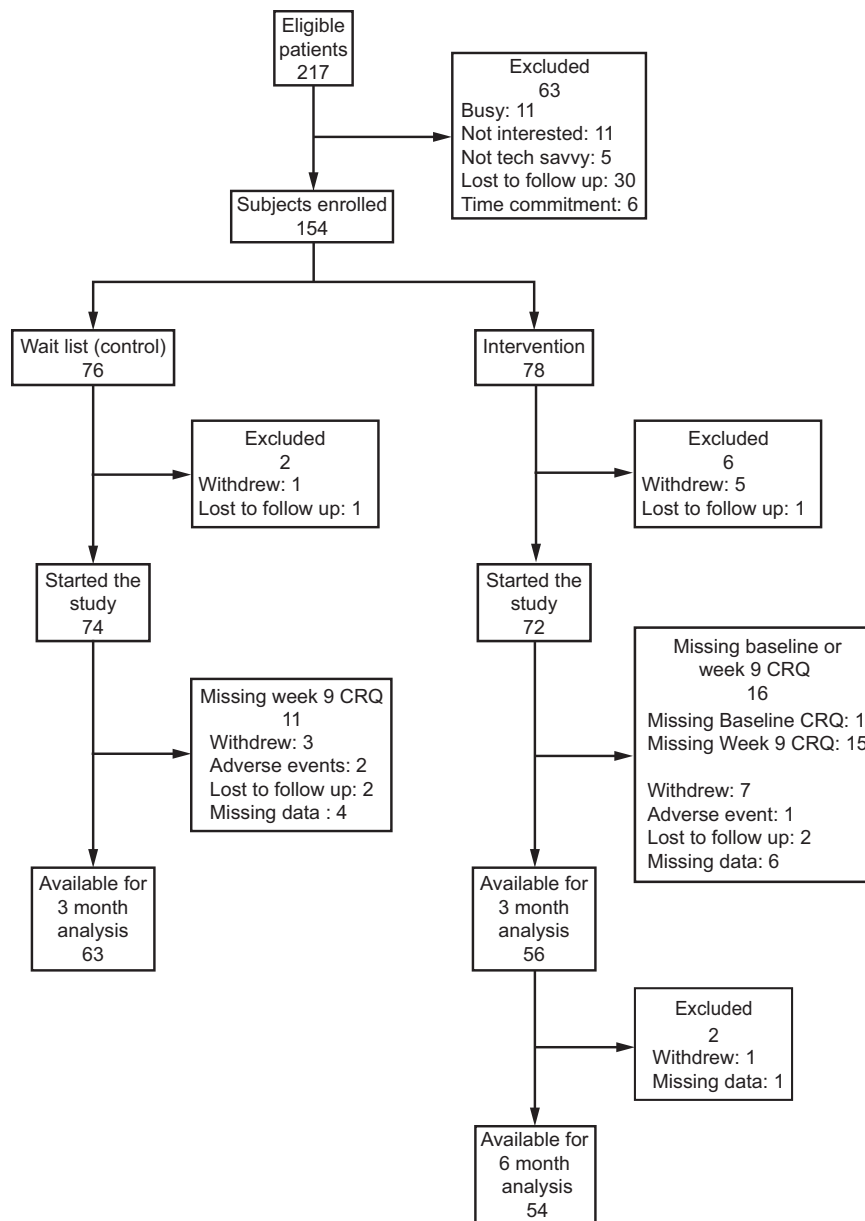 Eligible
patients
217
Excluded
63
Busy: 11
Not interested: 11
Not tech savvy: 5
Lost to follow up: 30
Time commitment: 6
Subjects enrolled
154
Wait list (control)
76
Intervention
78
Excluded
2
Withdrew: 1
Lost to follow up: 1
Excluded
6
Withdrew: 5
Lost to follow up: 1
Started the
study
74
Started the
study
72
Missing week 9 CRQ
11
Withdrew: 3
Adverse events: 2
Lost to follow up: 2
Missing data : 4
Missing baseline or
week 9 CRQ
16
Missing Baseline CRQ: 1
Missing Week 9 CRQ: 15
Withdrew: 7
Adverse event: 1
Lost to follow up: 2
Missing data: 6
Available for
3 month
analysis
63
Available for
3 month
analysis
56
Excluded
2
Withdrew: 1
Missing data: 1
Available for
6 month
analysis
54